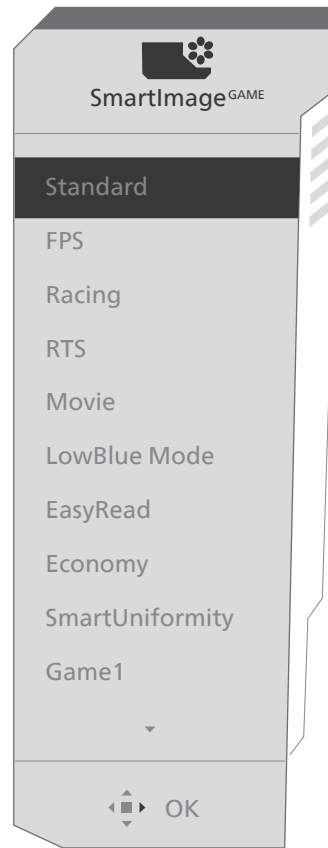 SmartImageGAME
Standard
FPS
Racing
RTS
Movie
LowBlue Mode
EasyRead
Economy
SmartUniformity
Game1
OK